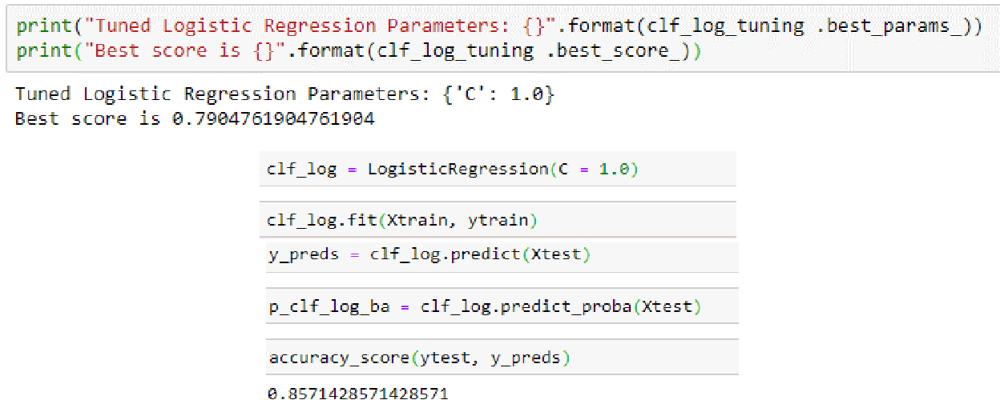 print("Tuned Logistic Regression Parameters: {}".format(clf_log_tuning .best_params_))
print("Best score is {}".format(clf_log_tuning .best_score_))
Tuned Logistic Regression Parameters: {'C': 1.0}
Best score is 0.7904761904761904
clf_log = LogisticRegression(C = 1.0)
clf_log.fit(Xtrain, ytrain)
y_preds = clf_log.predict(Xtest)
p_clf_log_ba = clf_log.predict_proba(Xtest)
accuracy_score(ytest, y_preds)
0.8571428571428571